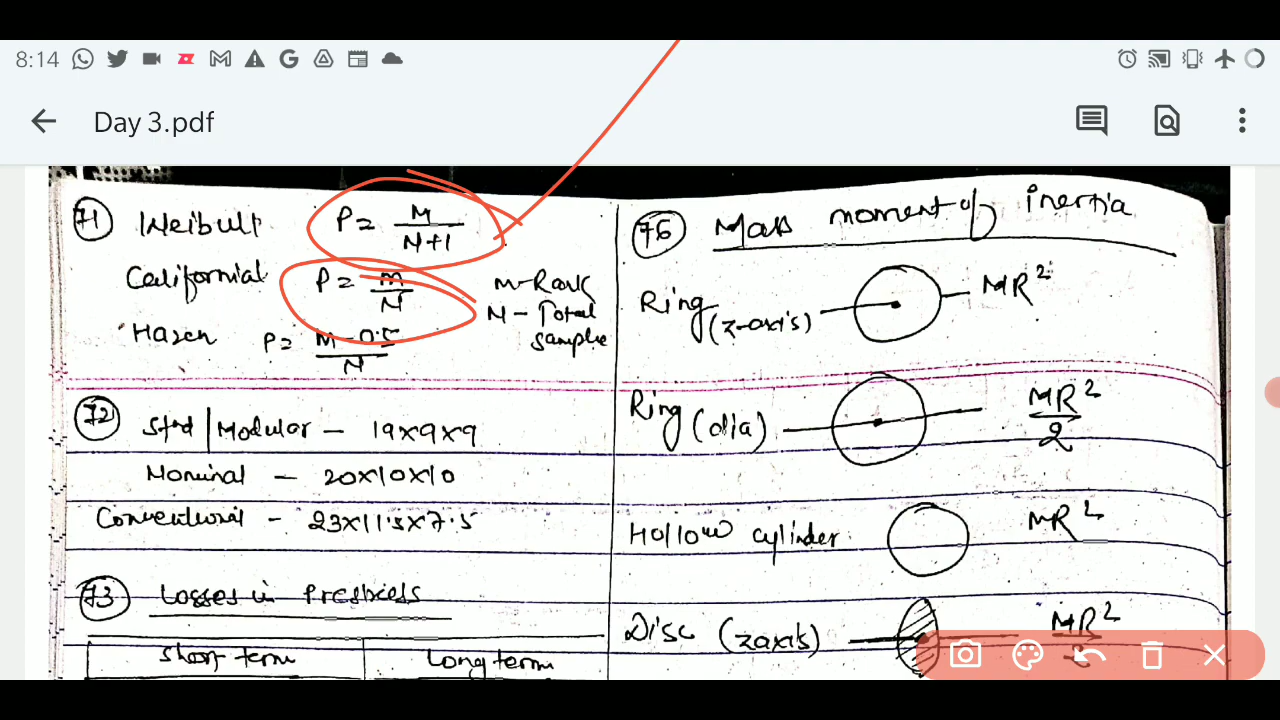 8:14
Day 3.pdf
71 Weibull P = M/N+1
Californial P = m/N
m-Rank
N - Total sample
Hazen P = M-0.5/N
72 Std/Modular - 19x9x9
Nominal - 20x10x10
Conventional - 23x11.5x7.5
73 Losses in Prestress
Short term
Long term
Mass moment of inertia
Ring (z-axis) MR²
Ring (dia) MR²/2
Hollow cylinder MR²
Disc (zaxis) MR²